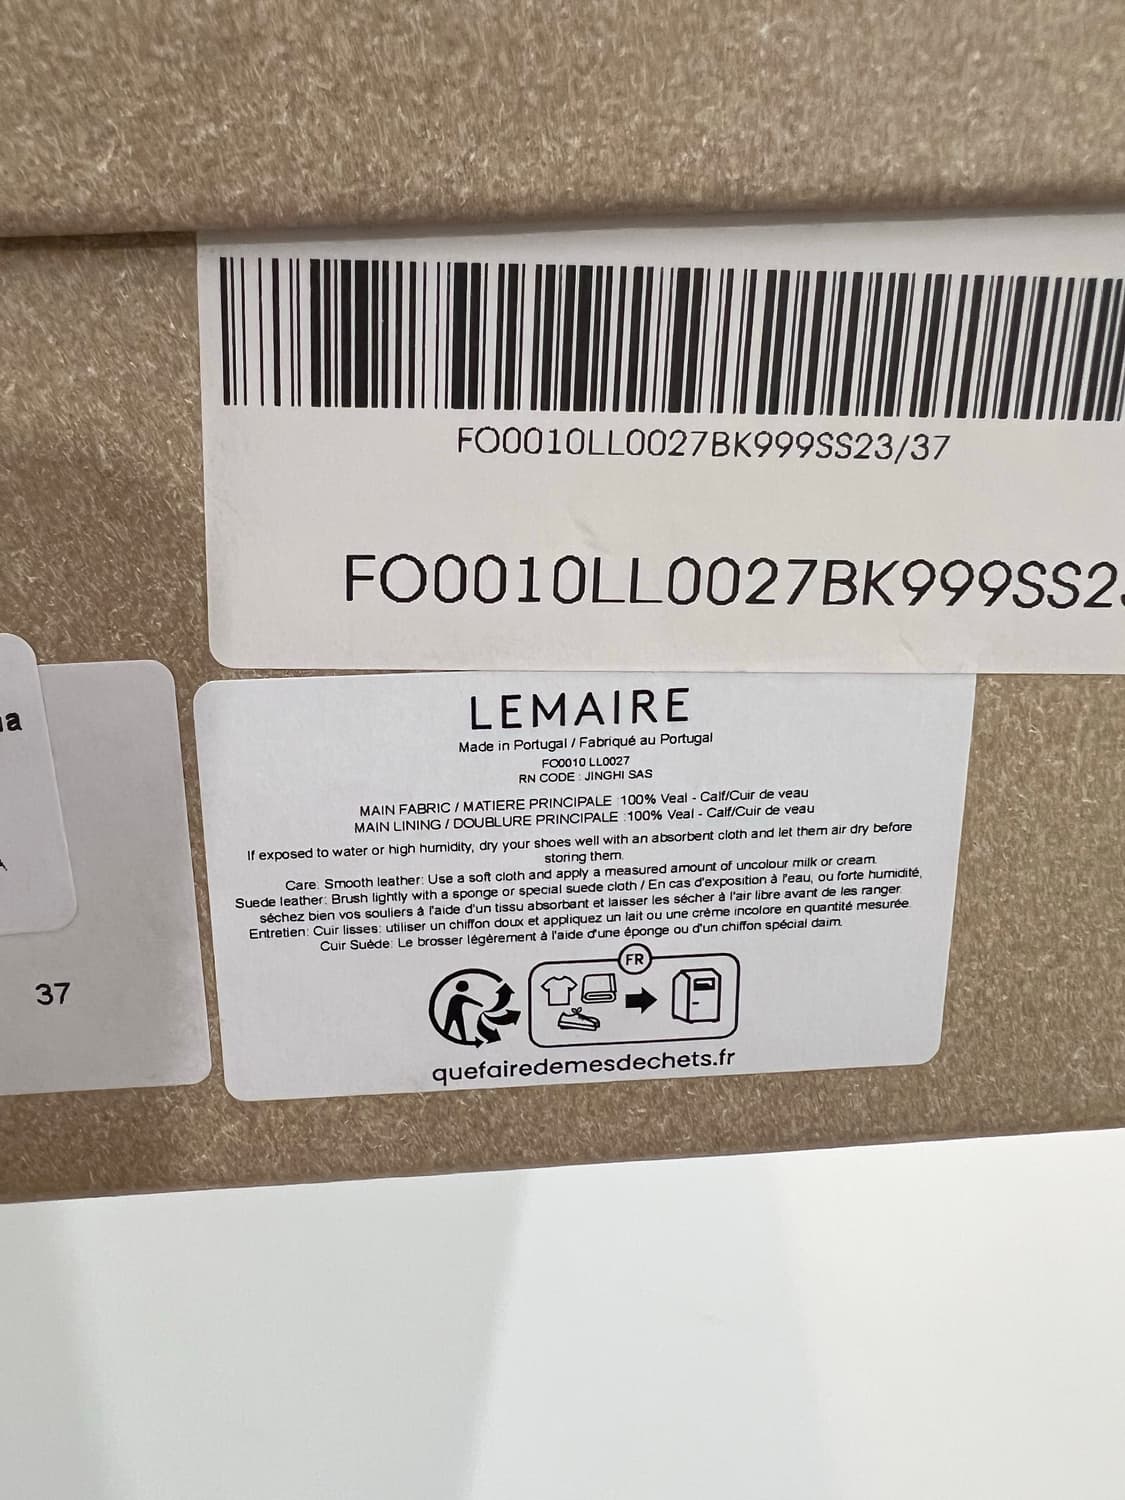 FO0010LL0027BK999SS23/37
FO0010LL0027BK999SS2
LEMAIRE
Made in Portugal / Fabriqué au Portugal
FO0010 LL0027
RN CODE : JINGHI SAS
MAIN FABRIC / MATIERE PRINCIPALE :100% Veal - Calf/Cuir de veau
MAIN LINING / DOUBLURE PRINCIPALE :100% Veal - Calf/Cuir de veau
If exposed to water or high humidity, dry your shoes well with an absorbent cloth and let them air dry before
storing them.
Care: Smooth leather: Use a soft cloth and apply a measured amount of uncolour milk or cream.
Suede leather: Brush lightly with a sponge or special suede cloth / En cas d'exposition à l'eau, ou forte humidité,
séchez bien vos souliers à l'aide d'un tissu absorbant et laisser les sécher à l'air libre avant de les ranger.
Entretien: Cuir lisses: utiliser un chiffon doux et appliquez un lait ou une crème incolore en quantité mesurée.
Cuir Suède: Le brosser légèrement à l'aide d'une éponge ou d'un chiffon spécial daim.
FR
quefairedemesdechets.fr
37